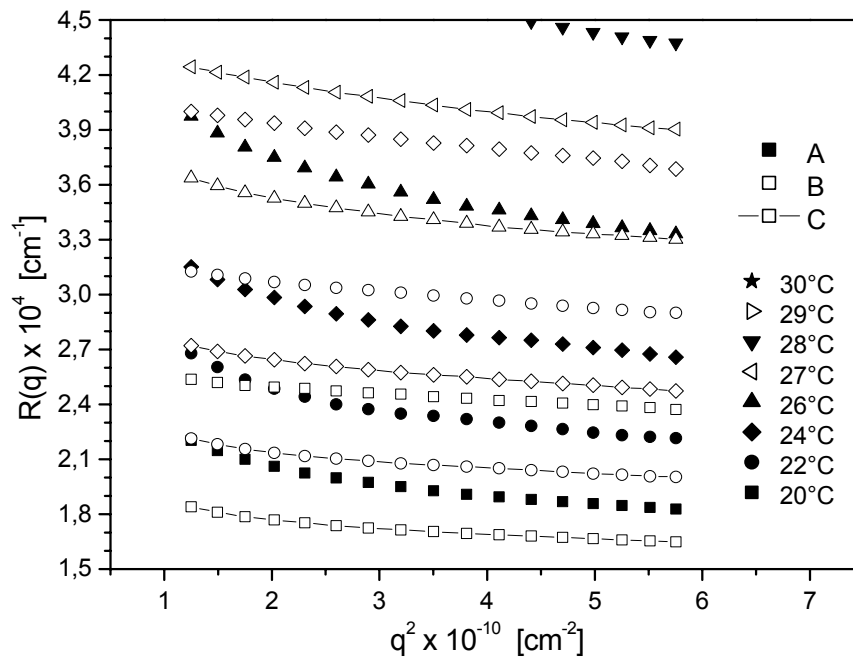 4,5
4,2
3,9
3,6
3,3
3,0
2,7
2,4
2,1
1,8
1,5
R(q) x 10⁴ [cm⁻¹]
1 2 3 4 5 6 7
q² x 10⁻¹⁰ [cm⁻²]
A
B
C
30°C
29°C
28°C
27°C
26°C
24°C
22°C
20°C